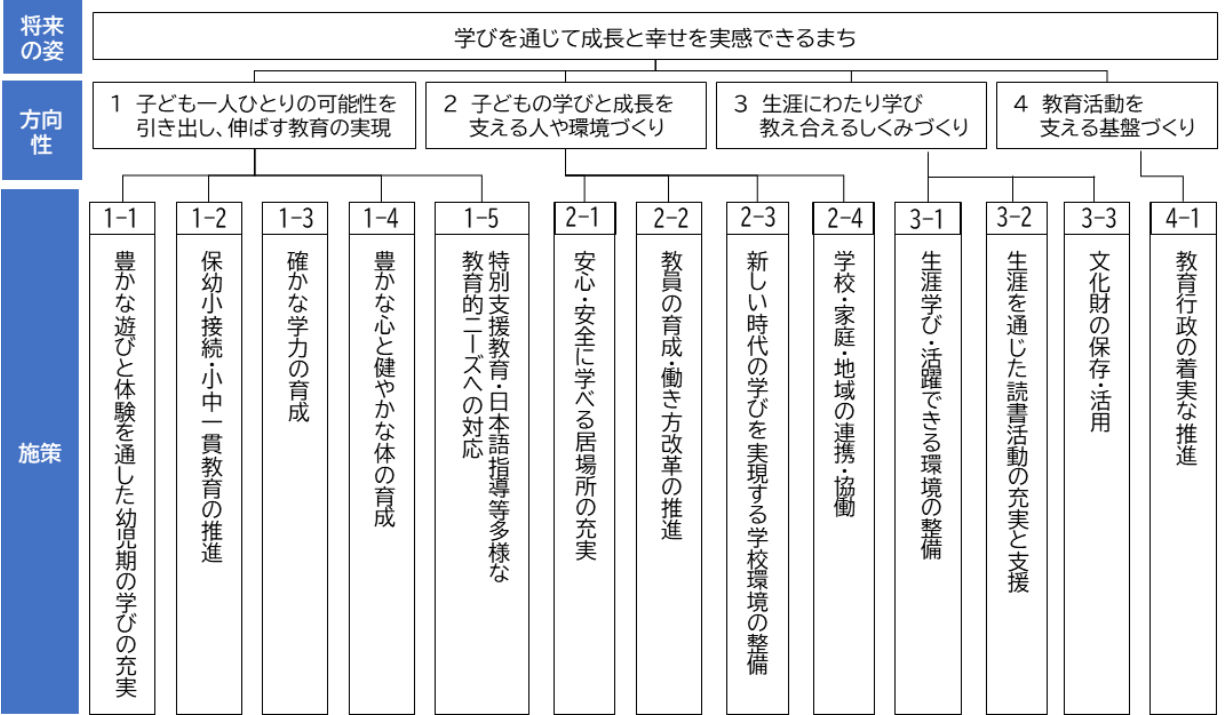 将来
の姿
学びを通じて成長と幸せを実感できるまち
方向
性
1 子ども一人ひとりの可能性を
引き出し、伸ばす教育の実現
2 子どもの学びと成長を
支える人や環境づくり
3 生涯にわたり学び
教え合えるしくみづくり
4 教育活動を
支える基盤づくり
施策
1-1
豊かな遊びと体験を通した幼児期の学びの充実
1-2
保幼小接続・小中一貫教育の推進
1-3
確かな学力の育成
1-4
豊かな心と健やかな体の育成
1-5
特別支援教育・日本語指導等多様な
教育的ニーズへの対応
2-1
安心・安全に学べる居場所の充実
2-2
教員の育成・働き方改革の推進
2-3
新しい時代の学びを実現する学校環境の整備
2-4
学校・家庭・地域の連携・協働
3-1
生涯学び・活躍できる環境の整備
3-2
生涯を通じた読書活動の充実と支援
3-3
文化財の保存・活用
4-1
教育行政の着実な推進